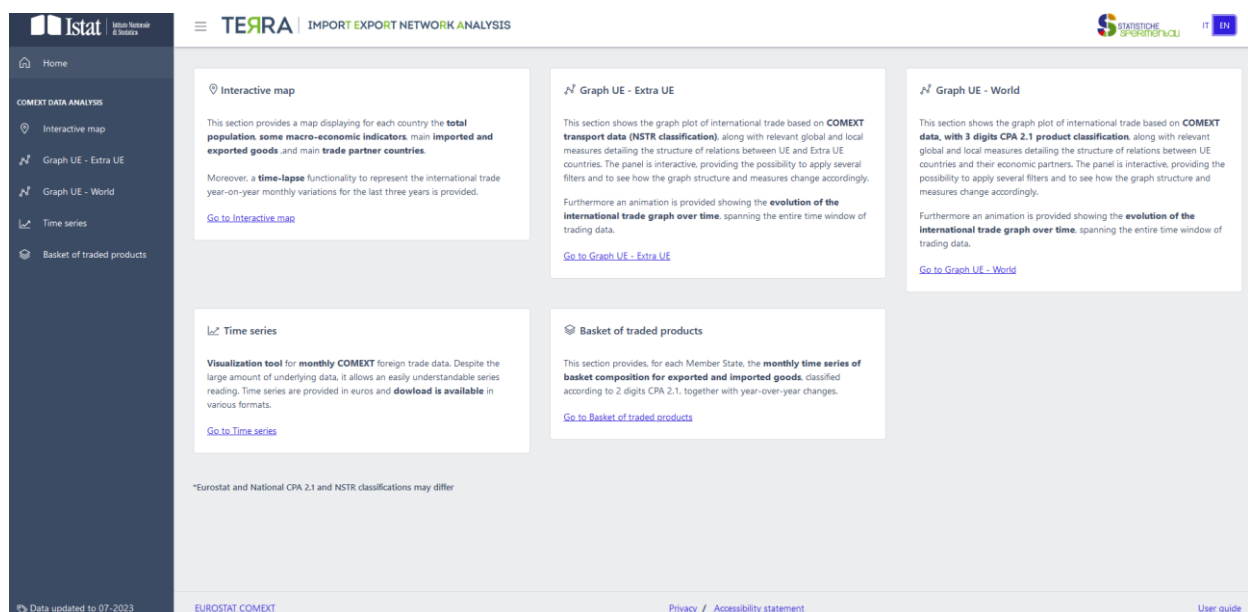 Istat Istituto Nazionale
di Statistica
TERRA IMPORT EXPORT NETWORK ANALYSIS
STATISTICHE
SPERIMENTALI
IT EN
Home
COMEXT DATA ANALYSIS
Interactive map
Graph UE - Extra UE
Graph UE - World
Time series
Basket of traded products
Interactive map
This section provides a map displaying for each country the total
population, some macro-economic indicators, main imported and
exported goods ,and main trade partner countries.
Moreover, a time-lapse functionality to represent the international trade
year-on-year monthly variations for the last three years is provided.
Go to Interactive map
Graph UE - Extra UE
This section shows the graph plot of international trade based on COMEXT
transport data (NSTR classification), along with relevant global and local
measures detailing the structure of relations between UE and Extra UE
countries. The panel is interactive, providing the possibility to apply several
filters and to see how the graph structure and measures change accordingly.
Furthermore an animation is provided showing the evolution of the
international trade graph over time, spanning the entire time window of
trading data.
Go to Graph UE - Extra UE
Graph UE - World
This section shows the graph plot of international trade based on COMEXT
data, with 3 digits CPA 2.1 product classification, along with relevant
global and local measures detailing the structure of relations between UE
countries and their economic partners. The panel is interactive, providing the
possibility to apply several filters and to see how the graph structure and
measures change accordingly.
Furthermore an animation is provided showing the evolution of the
international trade graph over time, spanning the entire time window of
trading data.
Go to Graph UE - World
Time series
Visualization tool for monthly COMEXT foreign trade data. Despite the
large amount of underlying data, it allows an easily understandable series
reading. Time series are provided in euros and dowload is available in
various formats.
Go to Time series
Basket of traded products
This section provides, for each Member State, the monthly time series of
basket composition for exported and imported goods, classified
according to 2 digits CPA 2.1, together with year-over-year changes.
Go to Basket of traded products
*Eurostat and National CPA 2.1 and NSTR classifications may differ
Data updated to 07-2023
EUROSTAT COMEXT
Privacy / Accessibility statement
User guide